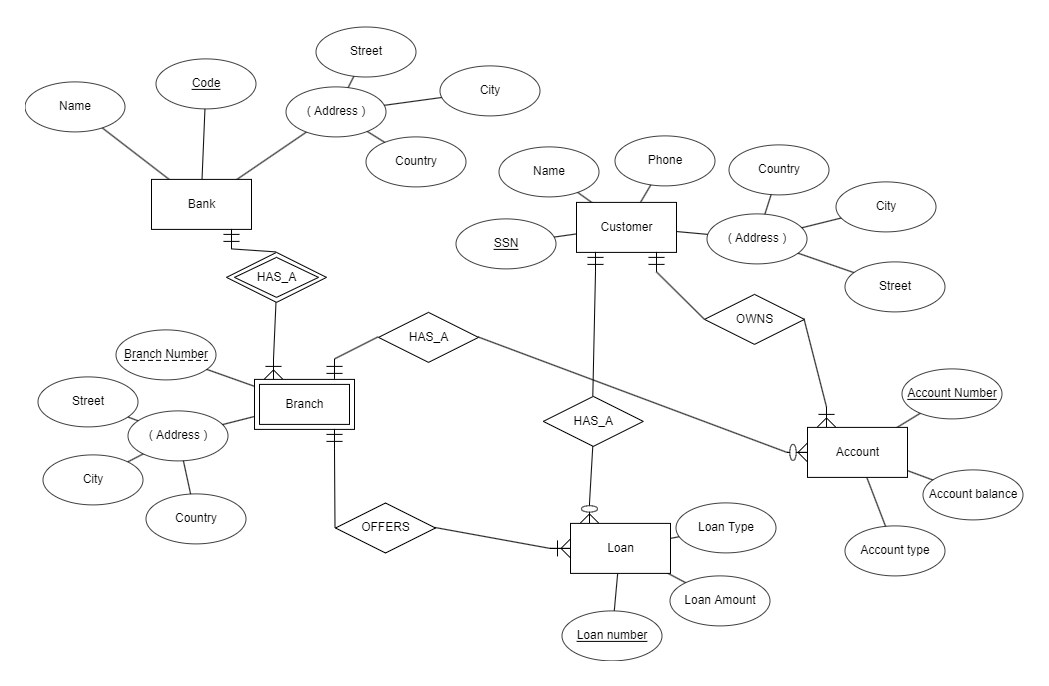 Street
Code
City
Name
( Address )
Country
Bank
Name
Phone
Country
City
SSN
Customer
( Address )
Street
HAS_A
OWNS
HAS_A
Branch Number
Street
Branch
( Address )
City
Country
HAS_A
Account Number
Account
Account balance
Account type
OFFERS
Loan
Loan Type
Loan Amount
Loan number